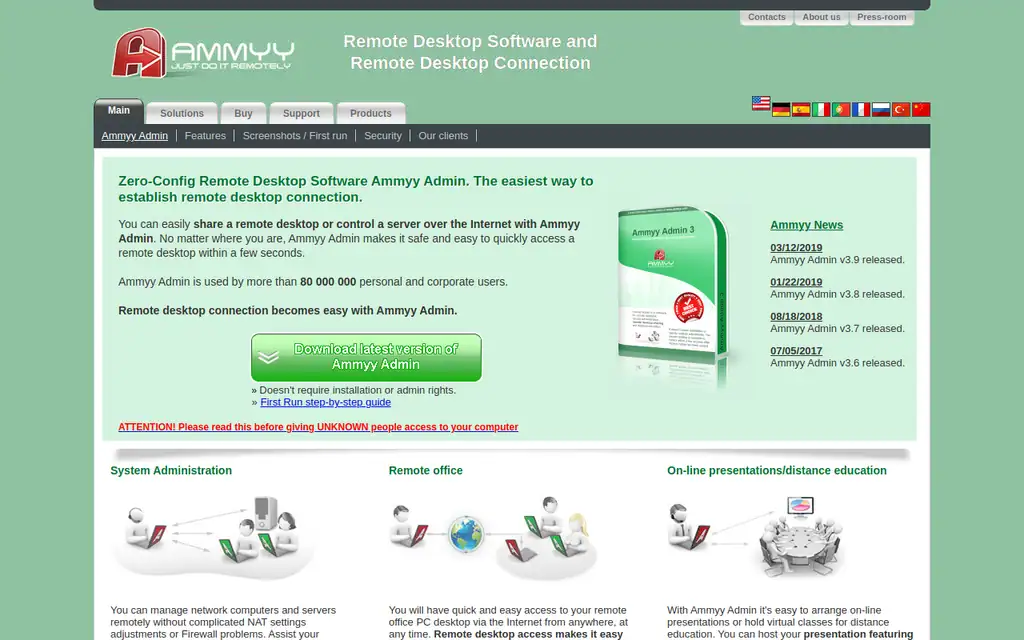 Contacts
About us
Press-room
AMMYY
JUST DO IT REMOTELY
Remote Desktop Software and
Remote Desktop Connection
Main
Solutions
Buy
Support
Products
Ammyy Admin
Features
Screenshots / First run
Security
Our clients
Zero-Config Remote Desktop Software Ammyy Admin. The easiest way to
establish remote desktop connection.
You can easily share a remote desktop or control a server over the Internet with Ammyy
Admin. No matter where you are, Ammyy Admin makes it safe and easy to quickly access a
remote desktop within a few seconds.
Ammyy Admin is used by more than 80 000 000 personal and corporate users.
Remote desktop connection becomes easy with Ammyy Admin.
Download latest version of
Ammyy Admin
» Doesn't require installation or admin rights.
» First Run step-by-step guide
ATTENTION! Please read this before giving UNKNOWN people access to your computer
Ammyy Admin 3
AMMYY
Ammyy Admin 3
Ammyy News
03/12/2019
Ammyy Admin v3.9 released.
01/22/2019
Ammyy Admin v3.8 released.
08/18/2018
Ammyy Admin v3.7 released.
07/05/2017
Ammyy Admin v3.6 released.
System Administration
You can manage network computers and servers
remotely without complicated NAT settings
adjustments or Firewall problems. Assist your
Remote office
You will have quick and easy access to your remote
office PC desktop via the Internet from anywhere, at
any time. Remote desktop access makes it easy
On-line presentations/distance education
With Ammyy Admin it's easy to arrange on-line
presentations or hold virtual classes for distance
education. You can host your presentation featuring